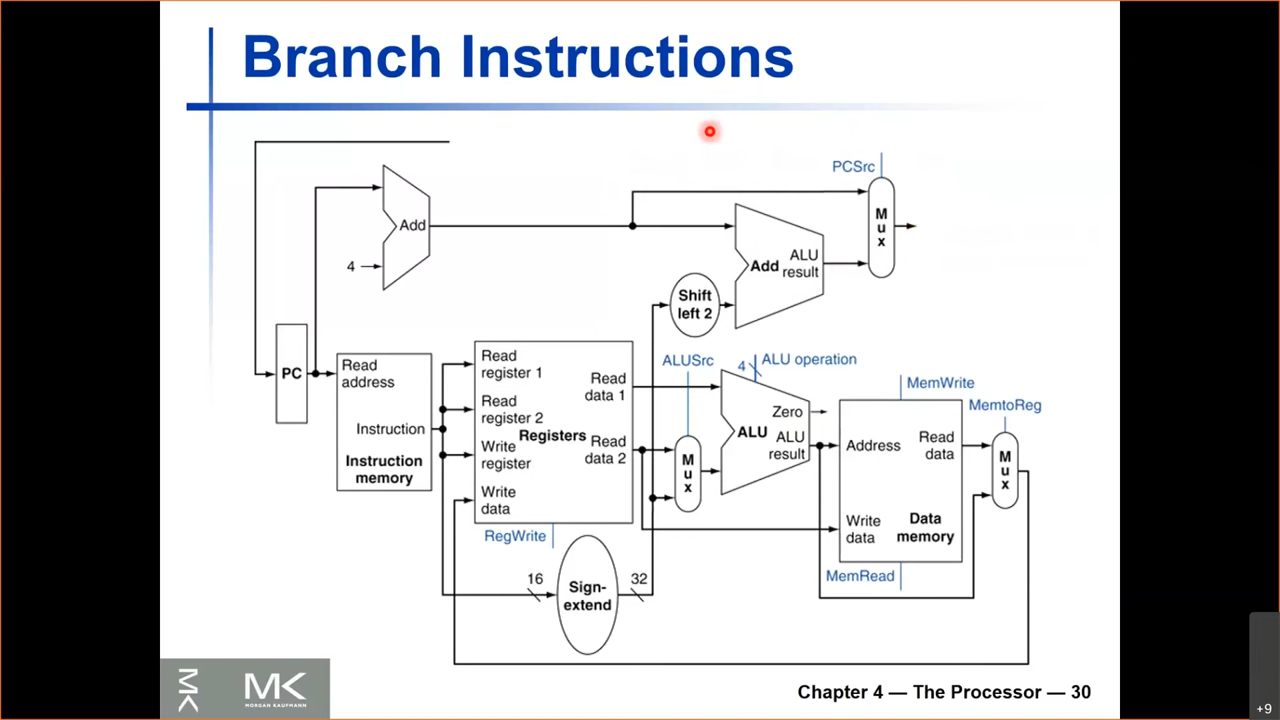 Branch Instructions
PCSrc
M
u
x
Add
4
Add
ALU
result
Shift
left 2
PC
Read
address
Instruction
Instruction
memory
Read
register 1
Read
register 2
Write
register
Write
data
Registers
Read
data 1
Read
data 2
RegWrite
ALUSrc
M
u
x
4
ALU operation
Zero
ALU
ALU
result
MemWrite
MemtoReg
Address
Read
data
Write
data
Data
memory
MemRead
M
u
x
16
Sign-
extend
32
MK
MK
MORGAN KAUFMANN
Chapter 4 — The Processor — 30
+9